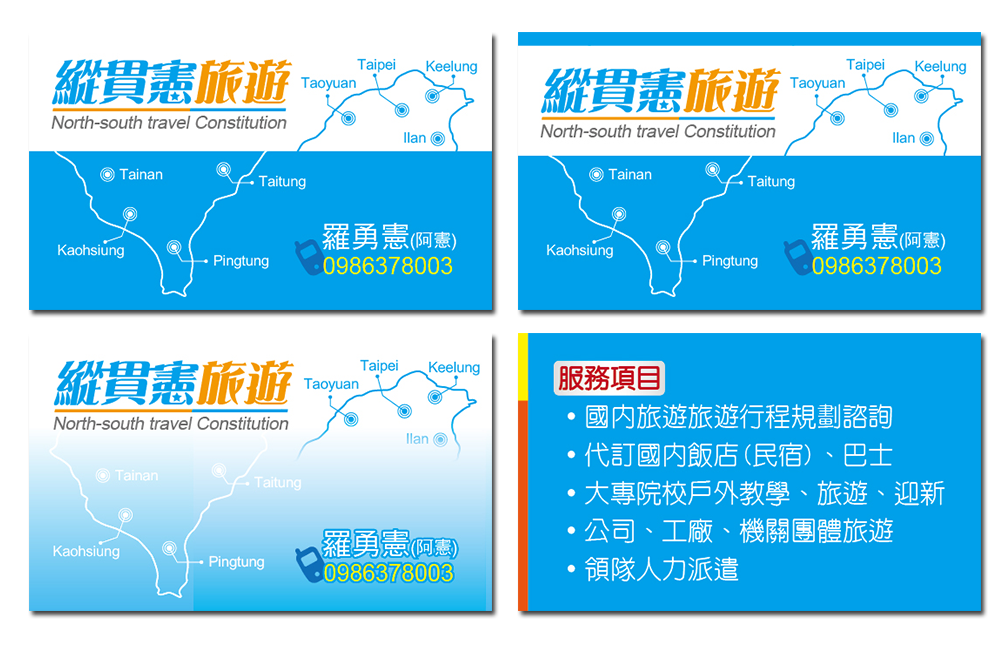 縱貫憲旅遊
North-south travel Constitution
Taipei
Keelung
Taoyuan
Ilan
Tainan
Taitung
Kaohsiung
Pingtung
羅勇憲(阿憲)
0986378003
縱貫憲旅遊
North-south travel Constitution
Taipei
Keelung
Taoyuan
Ilan
Tainan
Taitung
Kaohsiung
Pingtung
羅勇憲(阿憲)
0986378003
縱貫憲旅遊
North-south travel Constitution
Taipei
Keelung
Taoyuan
Ilan
Tainan
Taitung
Kaohsiung
Pingtung
羅勇憲(阿憲)
0986378003
服務項目
•國內旅遊旅遊行程規劃諮詢
•代訂國內飯店(民宿)、巴士
•大專院校戶外教學、旅遊、迎新
•公司、工廠、機關團體旅遊
•領隊人力派遣